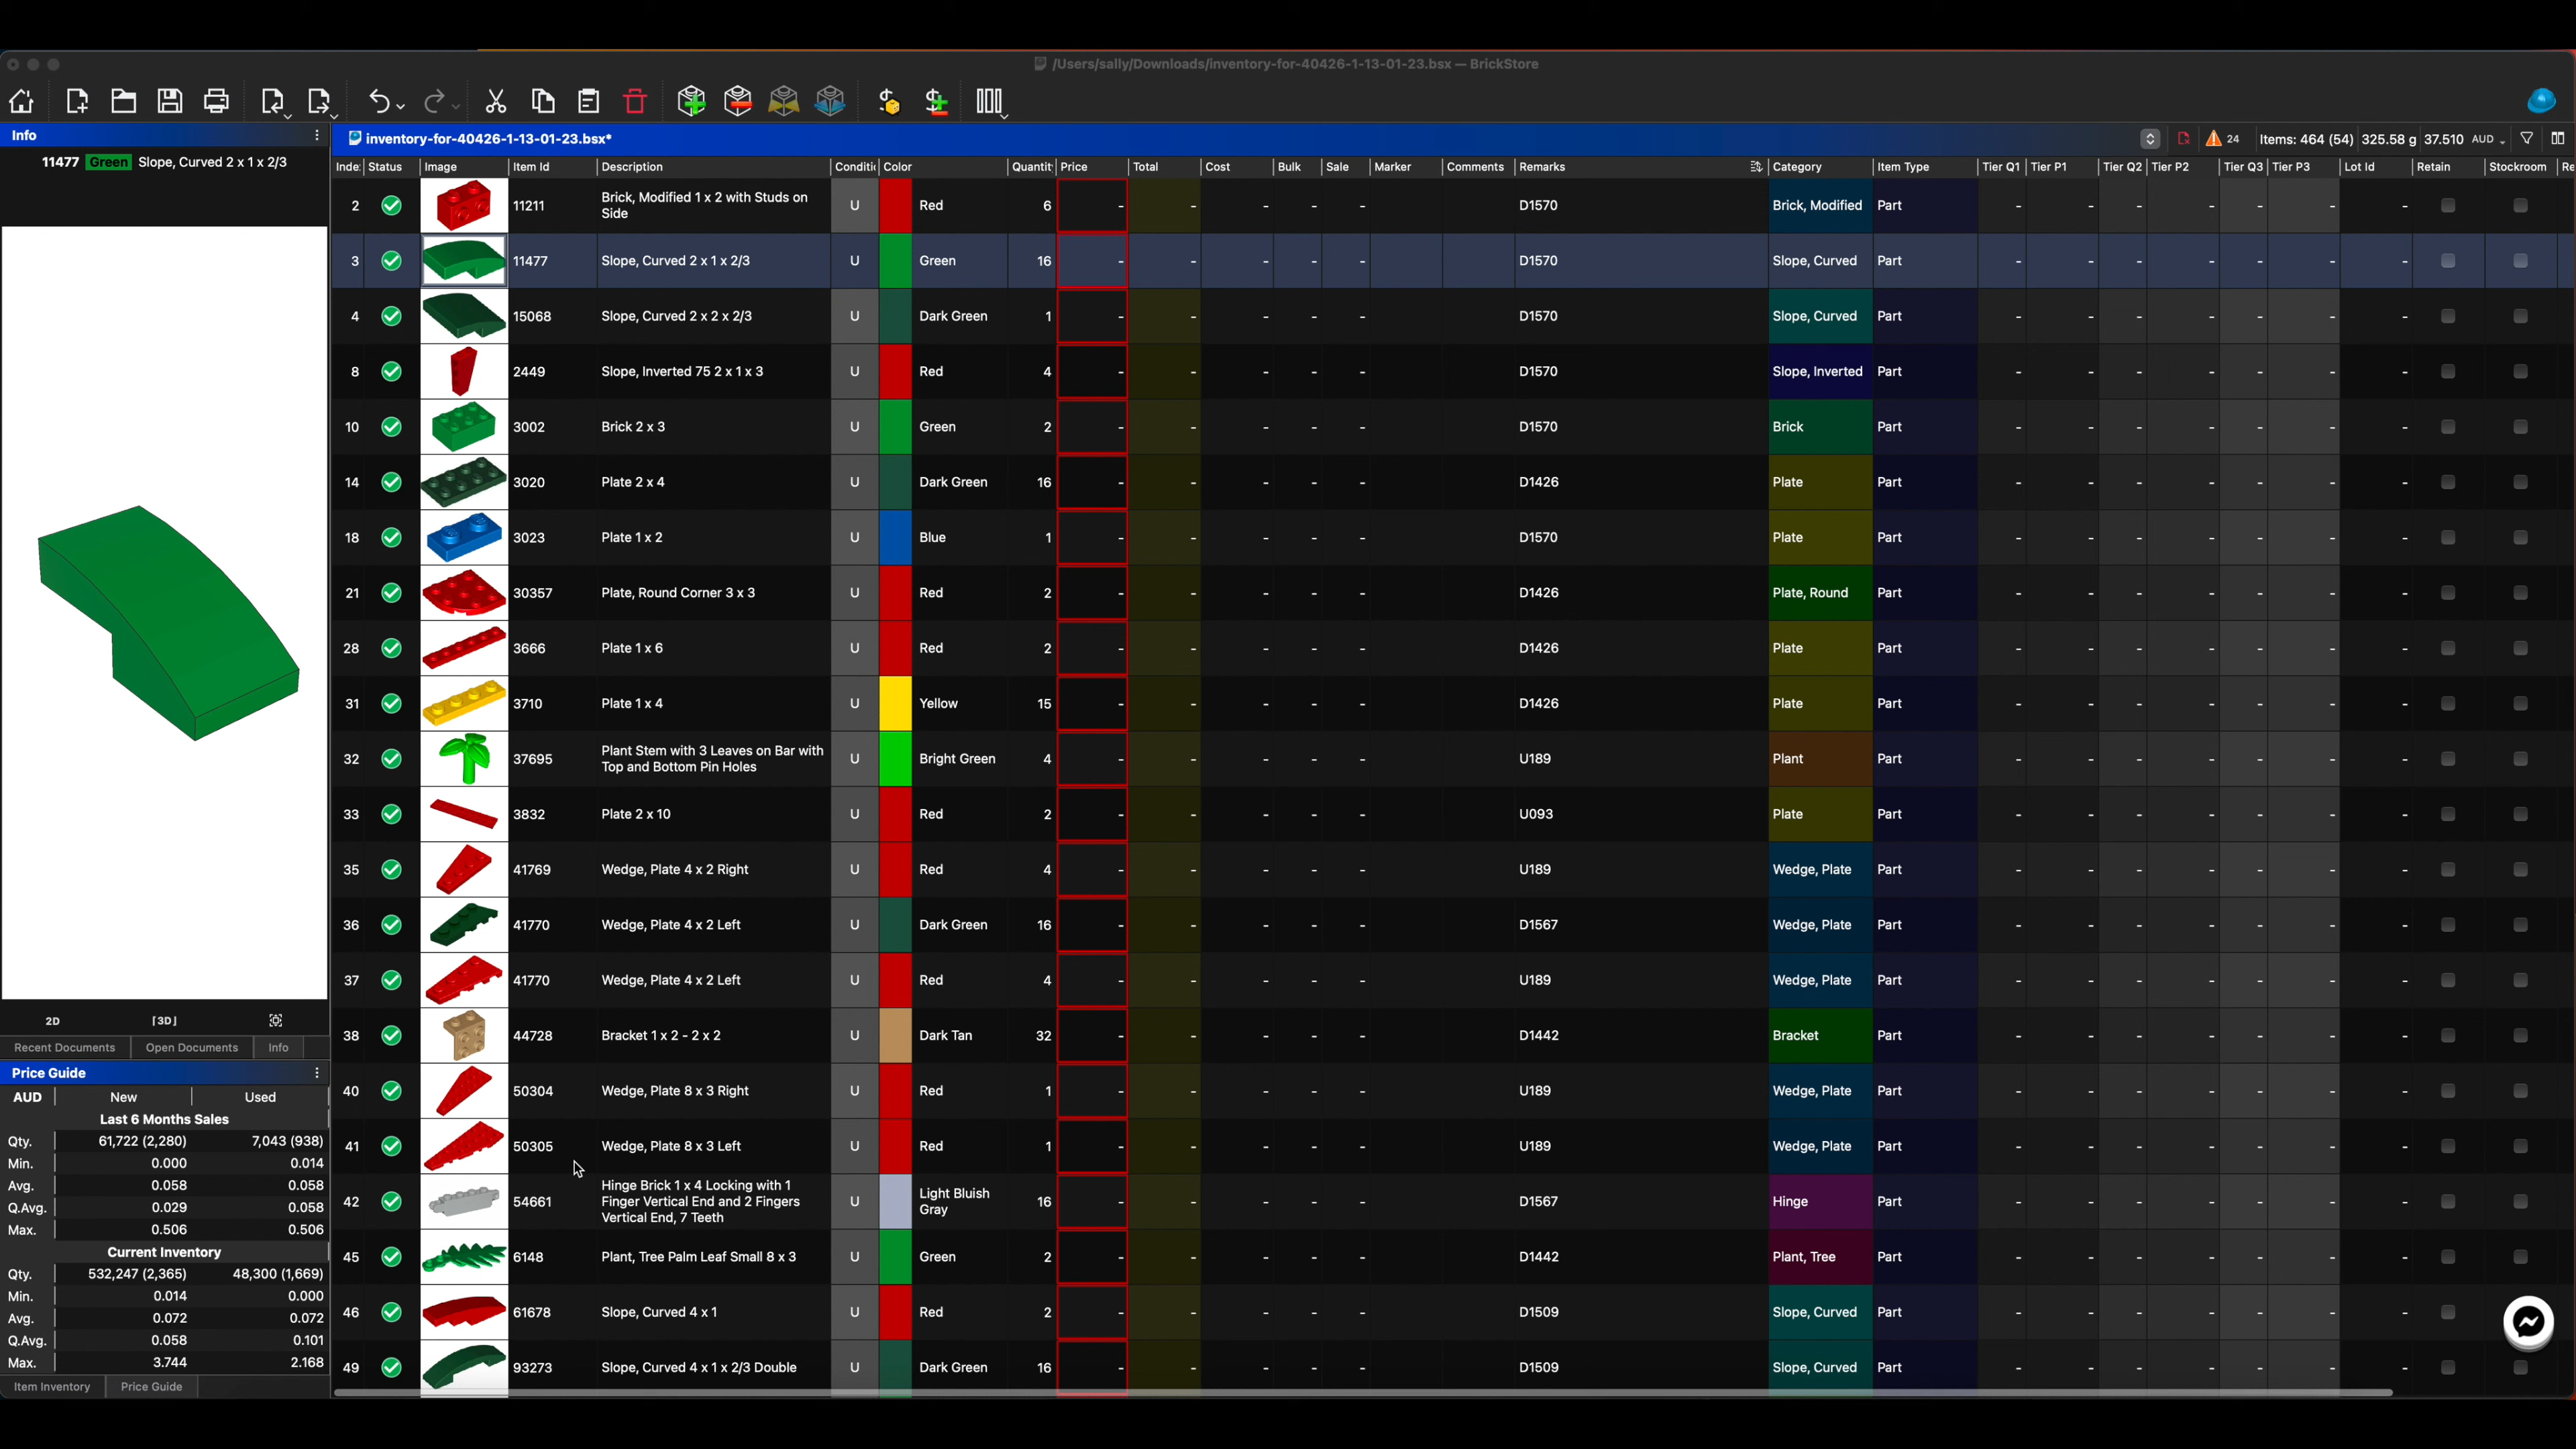 /Users/sally/Downloads/inventory-for-40426-1-13-01-23.bsx — BrickStore
Info
inventory-for-40426-1-13-01-23.bsx*
24
Items: 464 (54)
325.58 g
37.510 AUD
11477 Green Slope, Curved 2 x 1 x 2/3
Status Image Item Id Description Color Price Total Cost Bulk Sale Marker Comments Remarks Category Item Type Tier Q1 Tier P1 Tier Q2 Tier P2 Tier Q3 Tier P3 Lot Id Retain Stockroom
2 11211 Brick, Modified 1 x 2 with Studs on Side U Red 6 - - - - - D1570 Brick, Modified Part - - - - - - -
3 11477 Slope, Curved 2 x 1 x 2/3 U Green 16 - - - - - D1570 Slope, Curved Part - - - - - - -
4 15068 Slope, Curved 2 x 2 x 2/3 U Dark Green 1 - - - - - D1570 Slope, Curved Part - - - - - - -
8 2449 Slope, Inverted 75 2 x 1 x 3 U Red 4 - - - - - D1570 Slope, Inverted Part - - - - - - -
10 3002 Brick 2 x 3 U Green 2 - - - - - D1570 Brick Part - - - - - - -
14 3020 Plate 2 x 4 U Dark Green 16 - - - - - D1426 Plate Part - - - - - - -
18 3023 Plate 1 x 2 U Blue 1 - - - - - D1570 Plate Part - - - - - - -
21 30357 Plate, Round Corner 3 x 3 U Red 2 - - - - - D1426 Plate, Round Part - - - - - - -
28 3666 Plate 1 x 6 U Red 2 - - - - - D1426 Plate Part - - - - - - -
31 3710 Plate 1 x 4 U Yellow 15 - - - - - D1426 Plate Part - - - - - - -
32 37695 Plant Stem with 3 Leaves on Bar with Top and Bottom Pin Holes U Bright Green 4 - - - - - U189 Plant Part - - - - - - -
33 3832 Plate 2 x 10 U Red 2 - - - - - U093 Plate Part - - - - - - -
35 41769 Wedge, Plate 4 x 2 Right U Red 4 - - - - - U189 Wedge, Plate Part - - - - - - -
36 41770 Wedge, Plate 4 x 2 Left U Dark Green 16 - - - - - D1567 Wedge, Plate Part - - - - - - -
37 41770 Wedge, Plate 4 x 2 Left U Red 4 - - - - - U189 Wedge, Plate Part - - - - - - -
38 44728 Bracket 1 x 2 - 2 x 2 U Dark Tan 32 - - - - - D1442 Bracket Part - - - - - - -
40 50304 Wedge, Plate 8 x 3 Right U Red 1 - - - - - U189 Wedge, Plate Part - - - - - - -
41 50305 Wedge, Plate 8 x 3 Left U Red 1 - - - - - U189 Wedge, Plate Part - - - - - - -
42 54661 Hinge Brick 1 x 4 Locking with 1 Finger Vertical End and 2 Fingers Vertical End, 7 Teeth U Light Bluish Gray 16 - - - - - D1567 Hinge Part - - - - - - -
45 6148 Plant, Tree Palm Leaf Small 8 x 3 U Green 2 - - - - - D1442 Plant, Tree Part - - - - - - -
46 61678 Slope, Curved 4 x 1 U Red 2 - - - - - D1509 Slope, Curved Part - - - - - - -
49 93273 Slope, Curved 4 x 1 x 2/3 Double U Dark Green 16 - - - - - D1509 Slope, Curved Part - - - - - - -
2D [3D]
Recent Documents Open Documents Info
Price Guide
AUD New Used
Last 6 Months Sales
Qty. 61,722 (2,280) 7,043 (938)
Min. 0.000 0.014
Avg. 0.058 0.058
Q.Avg. 0.029 0.058
Max. 0.506 0.506
Current Inventory
Qty. 532,247 (2,365) 48,300 (1,669)
Min. 0.014 0.000
Avg. 0.072 0.072
Q.Avg. 0.058 0.101
Max. 3.744 2.168
Item Inventory Price Guide